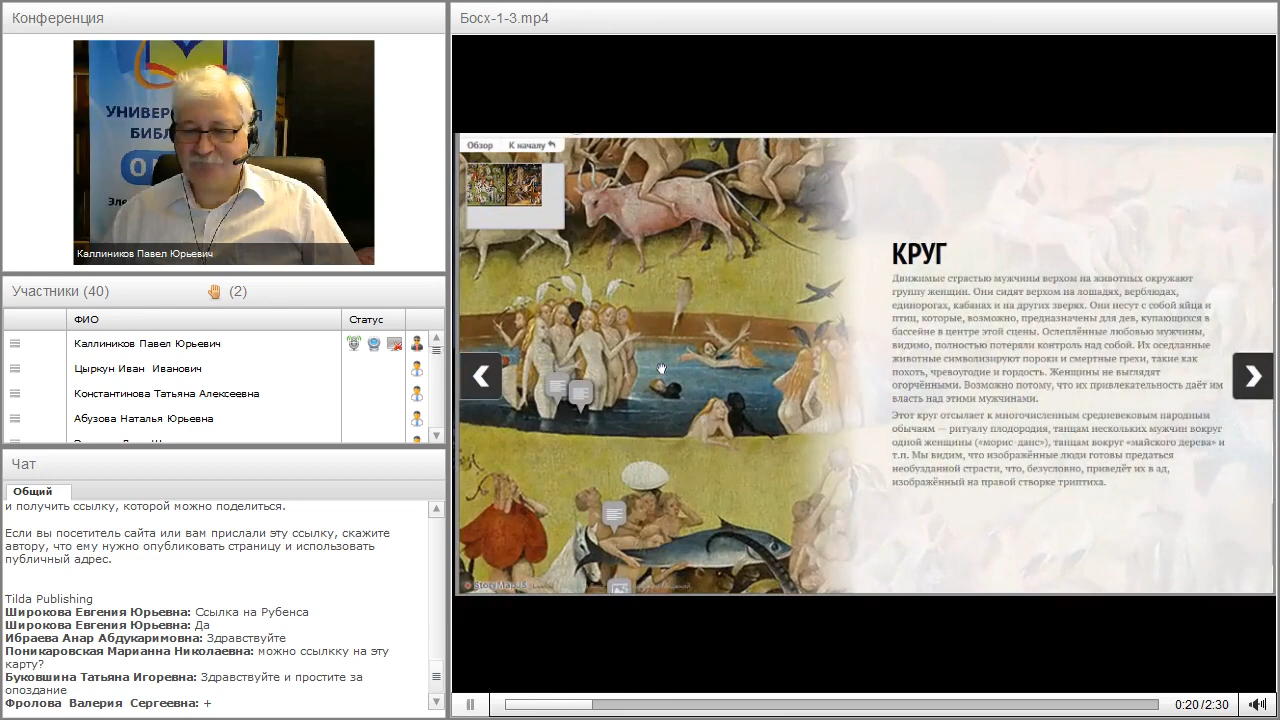 Конференция
УНИВЕР
БИБЛ
Каллиников Павел Юрьевич
Участники (40)
(2)
ФИО
Статус
Каллиников Павел Юрьевич
Цыркун Иван Иванович
Константинова Татьяна Алексеевна
Абузова Наталья Юрьевна
Чат
Общий
и получить ссылку, которой можно поделиться.
Если вы посетитель сайта или вам прислали эту ссылку, скажите
автору, что ему нужно опубликовать страницу и использовать
публичный адрес.
Tilda Publishing
Широкова Евгения Юрьевна: Ссылка на Рубенса
Широкова Евгения Юрьевна: Да
Ибраева Анар Абдукаримовна: Здравствуйте
Поникаровская Марианна Николаевна: можно ссылкку на эту
карту?
Буковшина Татьяна Игоревна: Здравствуйте и простите за
опоздание
Фролова Валерия Сергеевна: +
Босх-1-3.mp4
Обзор К началу
КРУГ
Движимые страстью мужчины верхом на животных окружают
группу женщин. Они сидят верхом на лошадях, верблюдах,
единорогах, кабанах и на других зверях. Они несут с собой яйца и
птиц, которые, возможно, предназначены для дев, купающихся в
бассейне в центре этой сцены. Ослеплённые любовью мужчины,
видимо, полностью потеряли контроль над собой. Их оседланные
животные символизируют пороки и смертные грехи, такие как
похоть, чревоугодие и гордость. Женщины не выглядят
огорчёнными. Возможно потому, что их привлекательность даёт им
власть над этими мужчинами.
Этот круг отсылает к многочисленным средневековым народным
обычаям — ритуалу плодородия, танцам нескольких мужчин вокруг
одной женщины («морис-данс»), танцам вокруг «майского дерева» и
т.п. Мы видим, что изображённые люди готовы предаться
необузданной страсти, что, безусловно, приведёт их в ад,
изображённый на правой створке триптиха.
StoryMapJS
0:20/2:30